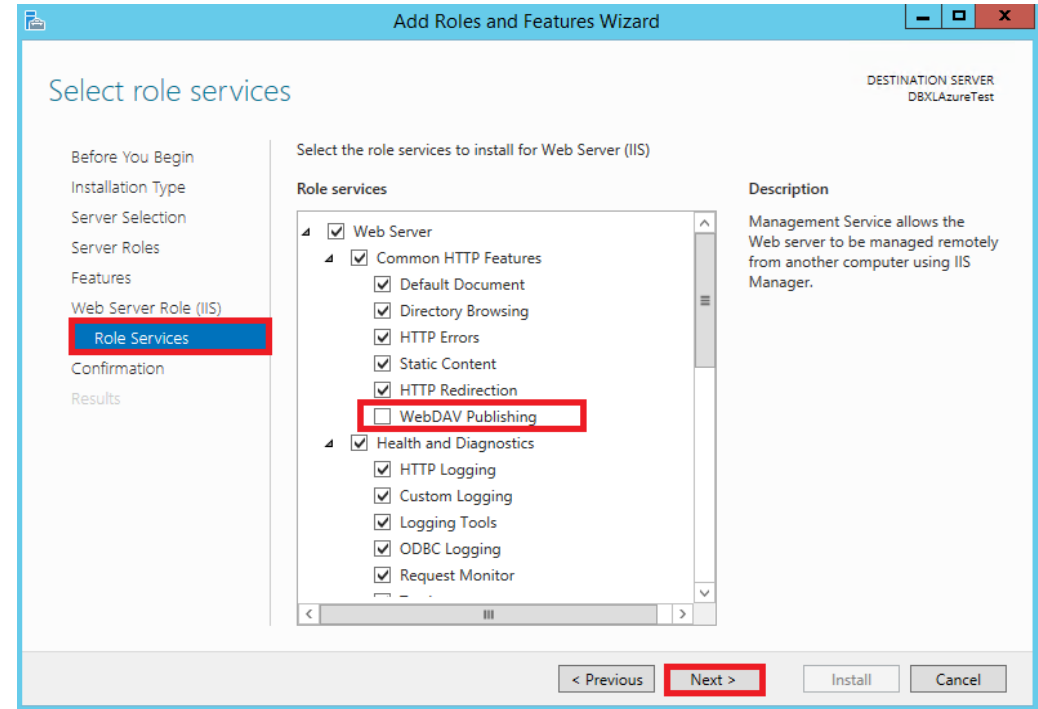 Add Roles and Features Wizard
Select role services
DESTINATION SERVER
DBXLAzureTest
Before You Begin
Installation Type
Server Selection
Server Roles
Features
Web Server Role (IIS)
Role Services
Confirmation
Results
Select the role services to install for Web Server (IIS)
Role services
Web Server
Common HTTP Features
Default Document
Directory Browsing
HTTP Errors
Static Content
HTTP Redirection
WebDAV Publishing
Health and Diagnostics
HTTP Logging
Custom Logging
Logging Tools
ODBC Logging
Request Monitor
Description
Management Service allows the
Web server to be managed remotely
from another computer using IIS
Manager.
< Previous
Next >
Install
Cancel